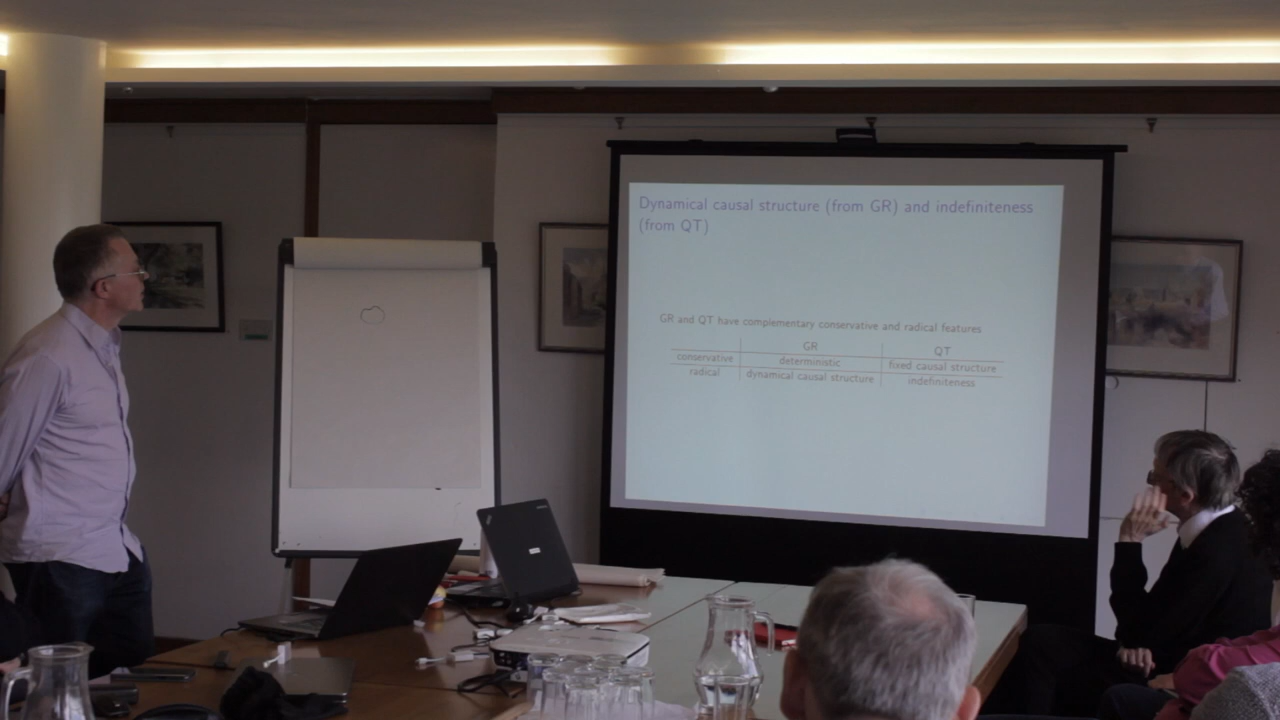 Dynamical causal structure (from GR) and indefiniteness
(from QT)
GR and QT have complementary conservative and radical features
GR QT
conservative deterministic fixed causal structure
radical dynamical causal structure indefiniteness